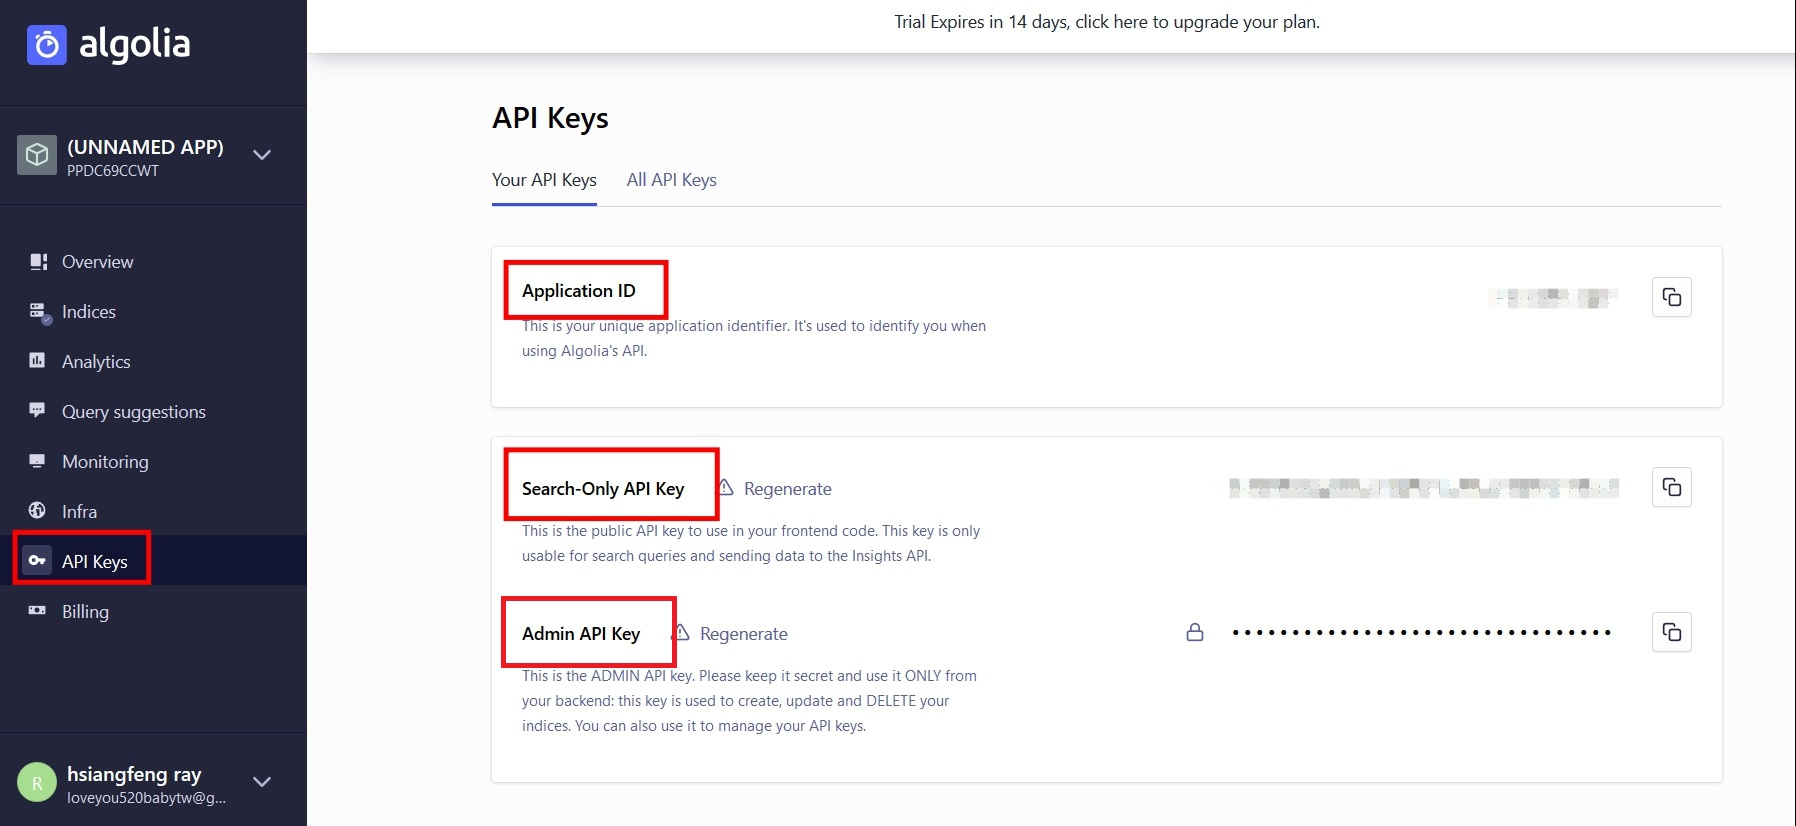 algolia
Trial Expires in 14 days, click here to upgrade your plan.
(UNNAMED APP)
PPDC69CCWT
Overview
Indices
Analytics
Query suggestions
Monitoring
Infra
API Keys
Billing
hsiangfeng ray
loveyou520babytw@g...
R
API Keys
Your API Keys
All API Keys
Application ID
This is your unique application identifier. It's used to identify you when
using Algolia's API.
Search-Only API Key
Regenerate
This is the public API key to use in your frontend code. This key is only
usable for search queries and sending data to the Insights API.
Admin API Key
Regenerate
••••••••••••••••••••••••••••••••
This is the ADMIN API key. Please keep it secret and use it ONLY from
your backend: this key is used to create, update and DELETE your
indices. You can also use it to manage your API keys.